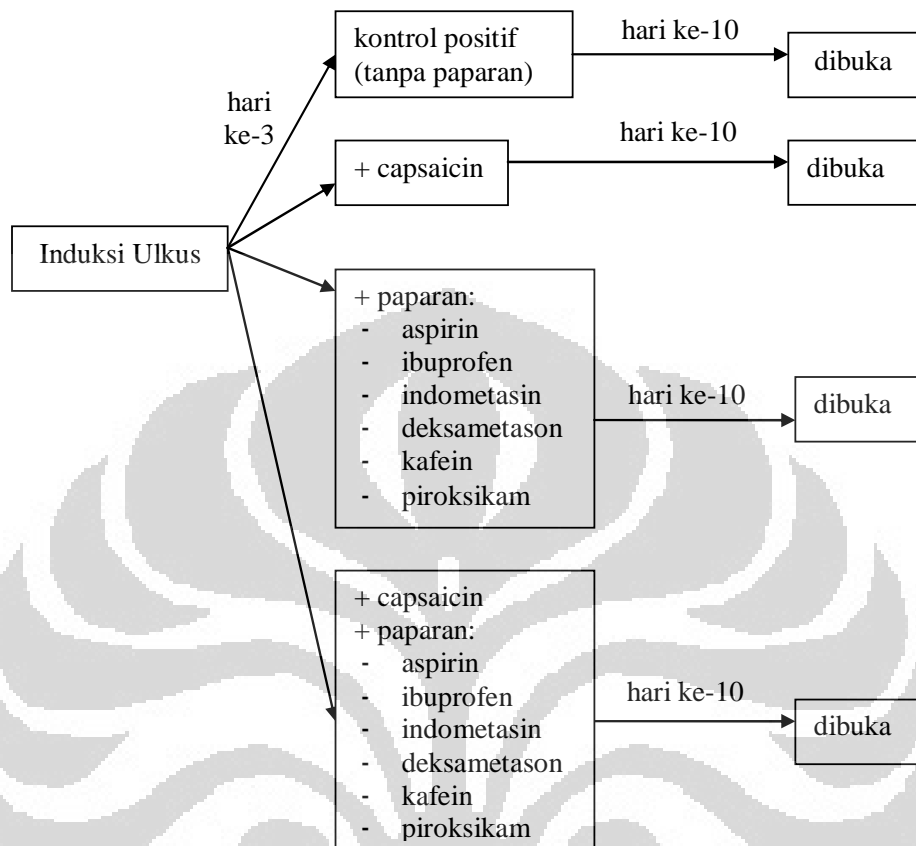 kontrol positif
(tanpa paparan)
hari ke-10
dibuka
hari
ke-3
+ capsaicin
hari ke-10
dibuka
Induksi Ulkus
+ paparan:
- aspirin
- ibuprofen
- indometasin
- deksametason
- kafein
- piroksikam
hari ke-10
dibuka
+ capsaicin
+ paparan:
- aspirin
- ibuprofen
- indometasin
- deksametason
- kafein
- piroksikam
hari ke-10
dibuka